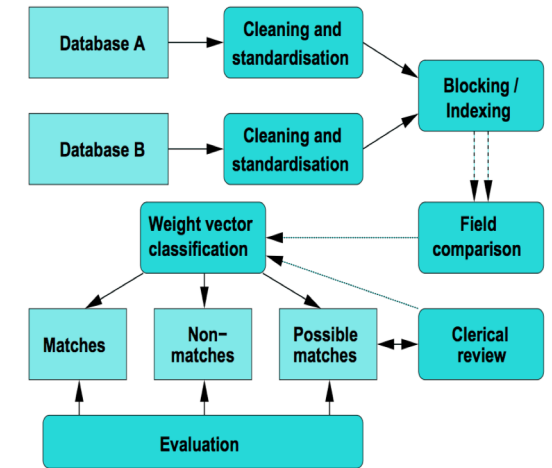 Database A
Cleaning and
standardisation
Blocking /
Indexing
Database B
Cleaning and
standardisation
Weight vector
classification
Field
comparison
Matches
Non−
matches
Possible
matches
Clerical
review
Evaluation